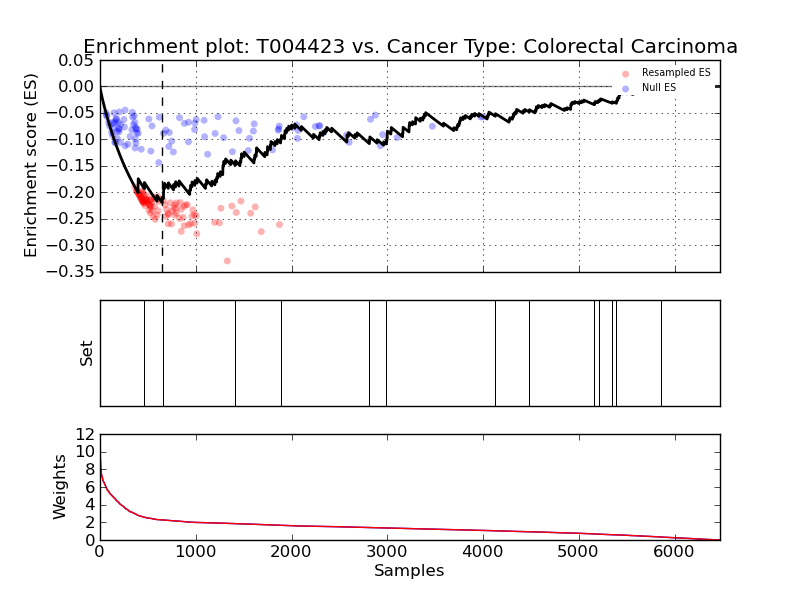 Enrichment plot: T004423 vs. Cancer Type: Colorectal Carcinoma
Resampled ES
Null ES
Enrichment score (ES)
0.05
0.00
−0.05
−0.10
−0.15
−0.20
−0.25
−0.30
−0.35
Set
Weights
12
10
8
6
4
2
0
0 1000 2000 3000 4000 5000 6000
Samples